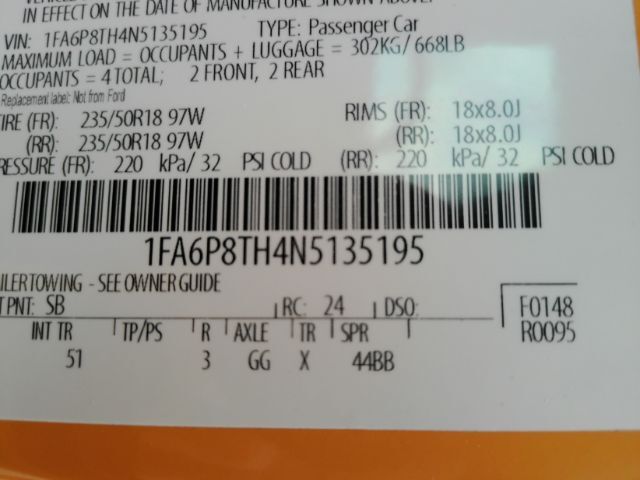 IN EFFECT ON THE DATE OF MANUFACTURE SHOWN ABOVE.
VIN: 1FA6P8TH4N5135195 TYPE: Passenger Car
MAXIMUM LOAD = OCCUPANTS + LUGGAGE = 302KG/ 668LB
OCCUPANTS = 4 TOTAL; 2 FRONT, 2 REAR
Replacement label: Not from Ford
IRE (FR): 235/50R18 97W RIMS (FR): 18x8.0J
(RR): 235/50R18 97W (RR): 18x8.0J
RESSURE (FR): 220 kPa/ 32 PSI COLD (RR): 220 kPa/ 32 PSI COLD
1FA6P8TH4N5135195
ILER TOWING - SEE OWNER GUIDE
T PNT: SB RC: 24 DSO: F0148
INT TR TP/PS R AXLE TR SPR R0095
51 3 GG X 44BB